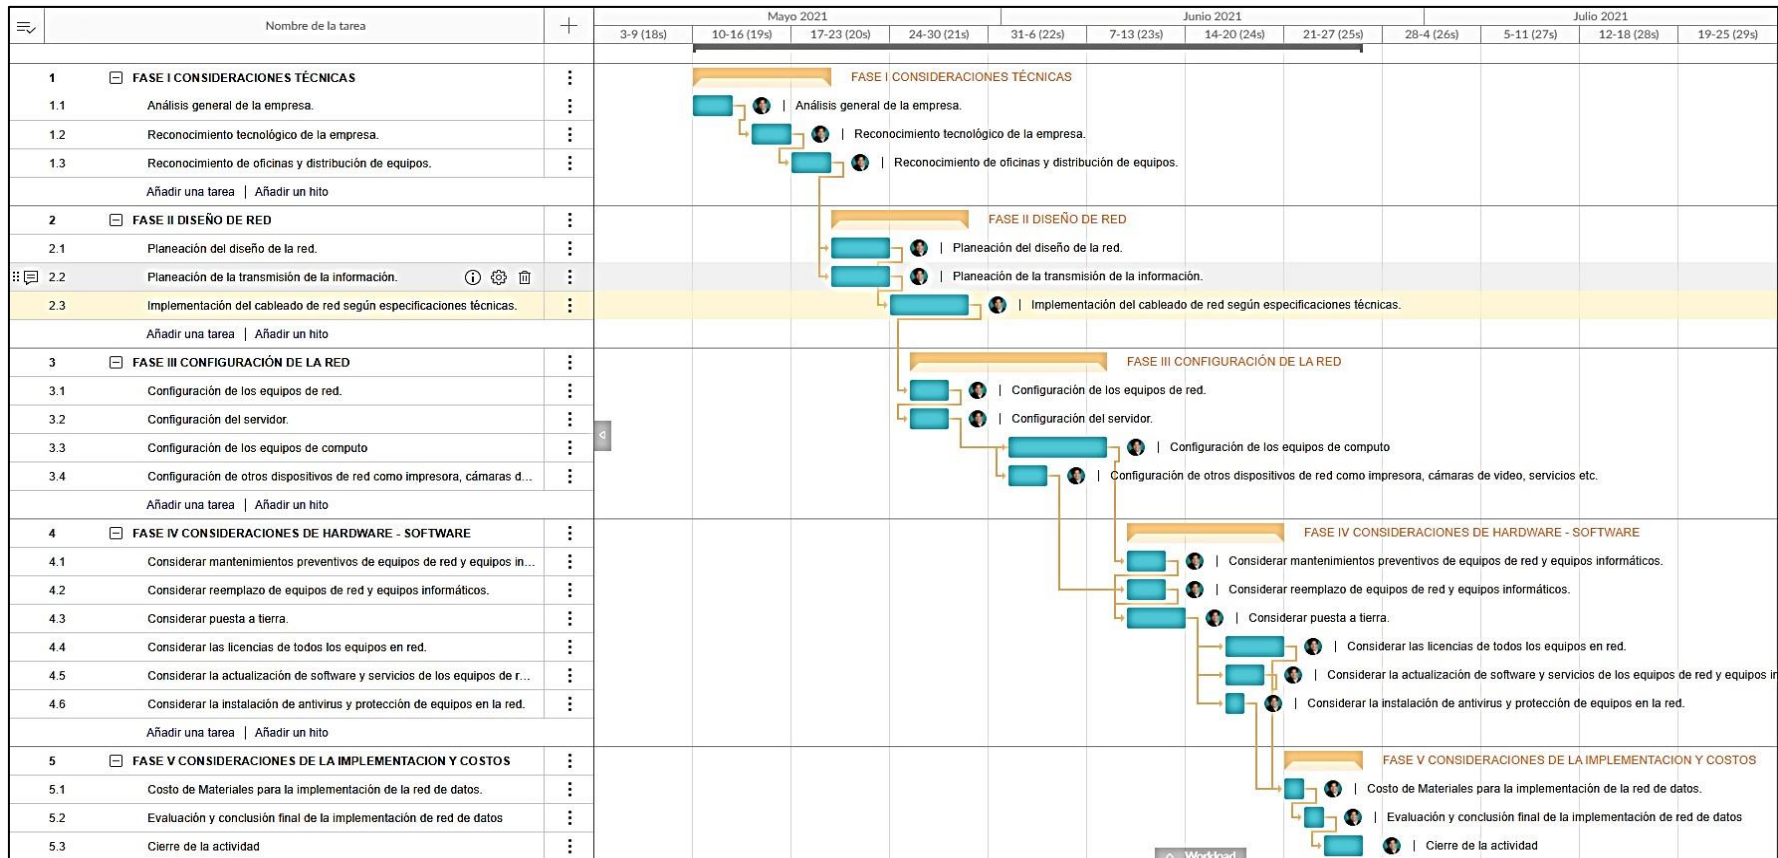 Nombre de la tarea
Mayo 2021 Junio 2021 Julio 2021
3-9 (18s) 10-16 (19s) 17-23 (20s) 24-30 (21s) 31-6 (22s) 7-13 (23s) 14-20 (24s) 21-27 (25s) 28-4 (26s) 5-11 (27s) 12-18 (28s) 19-25 (29s)
1 FASE I CONSIDERACIONES TÉCNICAS FASE I CONSIDERACIONES TÉCNICAS
1.1 Análisis general de la empresa. | Análisis general de la empresa.
1.2 Reconocimiento tecnológico de la empresa. | Reconocimiento tecnológico de la empresa.
1.3 Reconocimiento de oficinas y distribución de equipos. | Reconocimiento de oficinas y distribución de equipos.
Añadir una tarea | Añadir un hito
2 FASE II DISEÑO DE RED FASE II DISEÑO DE RED
2.1 Planeación del diseño de la red. | Planeación del diseño de la red.
2.2 Planeación de la transmisión de la información. | Planeación de la transmisión de la información.
2.3 Implementación del cableado de red según especificaciones técnicas. | Implementación del cableado de red según especificaciones técnicas.
Añadir una tarea | Añadir un hito
3 FASE III CONFIGURACIÓN DE LA RED FASE III CONFIGURACIÓN DE LA RED
3.1 Configuración de los equipos de red. | Configuración de los equipos de red.
3.2 Configuración del servidor. | Configuración del servidor.
3.3 Configuración de los equipos de computo | Configuración de los equipos de computo
3.4 Configuración de otros dispositivos de red como impresora, cámaras d... | Configuración de otros dispositivos de red como impresora, cámaras de video, servicios etc.
Añadir una tarea | Añadir un hito
4 FASE IV CONSIDERACIONES DE HARDWARE - SOFTWARE FASE IV CONSIDERACIONES DE HARDWARE - SOFTWARE
4.1 Considerar mantenimientos preventivos de equipos de red y equipos in... | Considerar mantenimientos preventivos de equipos de red y equipos informáticos.
4.2 Considerar reemplazo de equipos de red y equipos informáticos. | Considerar reemplazo de equipos de red y equipos informáticos.
4.3 Considerar puesta a tierra. | Considerar puesta a tierra.
4.4 Considerar las licencias de todos los equipos en red. | Considerar las licencias de todos los equipos en red.
4.5 Considerar la actualización de software y servicios de los equipos de r... | Considerar la actualización de software y servicios de los equipos de red y equipos in
4.6 Considerar la instalación de antivirus y protección de equipos en la red. | Considerar la instalación de antivirus y protección de equipos en la red.
Añadir una tarea | Añadir un hito
5 FASE V CONSIDERACIONES DE LA IMPLEMENTACION Y COSTOS FASE V CONSIDERACIONES DE LA IMPLEMENTACION Y COSTOS
5.1 Costo de Materiales para la implementación de la red de datos. | Costo de Materiales para la implementación de la red de datos.
5.2 Evaluación y conclusión final de la implementación de red de datos | Evaluación y conclusión final de la implementación de red de datos
5.3 Cierre de la actividad | Cierre de la actividad
Workload